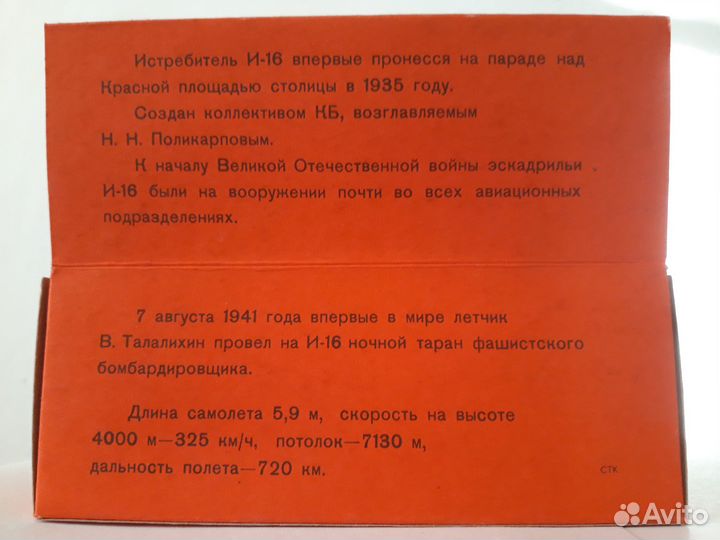 Истребитель И-16 впервые пронесся на параде над
Красной площадью столицы в 1935 году.
Создан коллективом КБ, возглавляемым
Н. Н. Поликарповым.
К началу Великой Отечественной войны эскадрильи .
И-16 были на вооружении почти во всех авиационных
подразделениях.
7 августа 1941 года впервые в мире летчик
В. Талалихин провел на И-16 ночной таран фашистского
бомбардировщика.
Длина самолета 5,9 м, скорость на высоте
4000 м—325 км/ч, потолок—7130 м,
дальность полета—720 км.
СТК
Avito